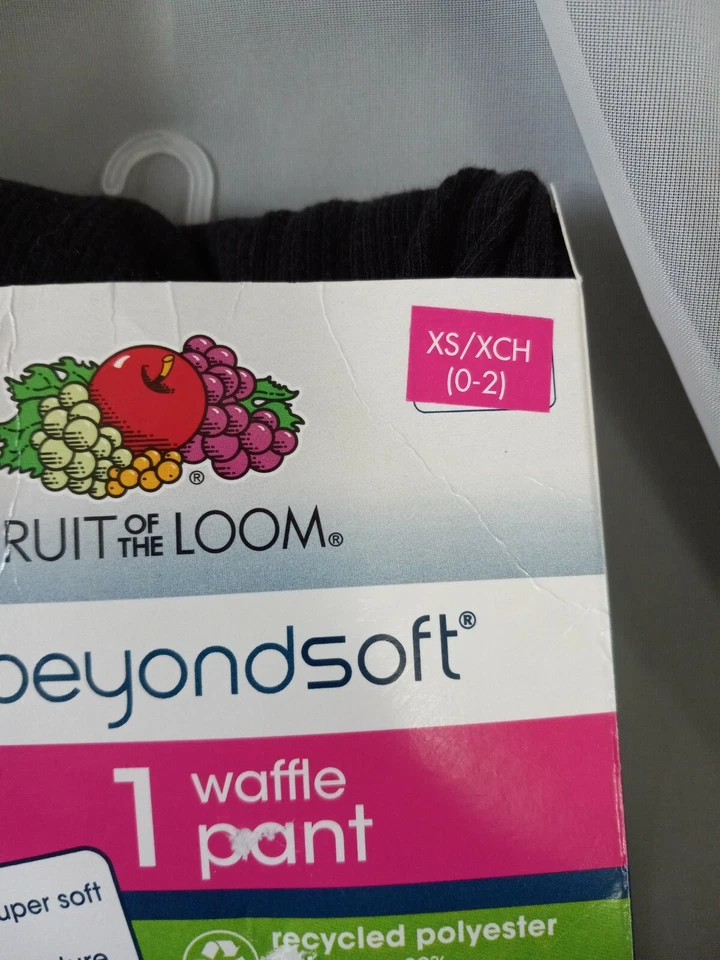 XS/XCH
(0-2)
®
RUIT OF THE LOOM®
beyondsoft®
1 waffle
pant
uper soft
recycled polyester